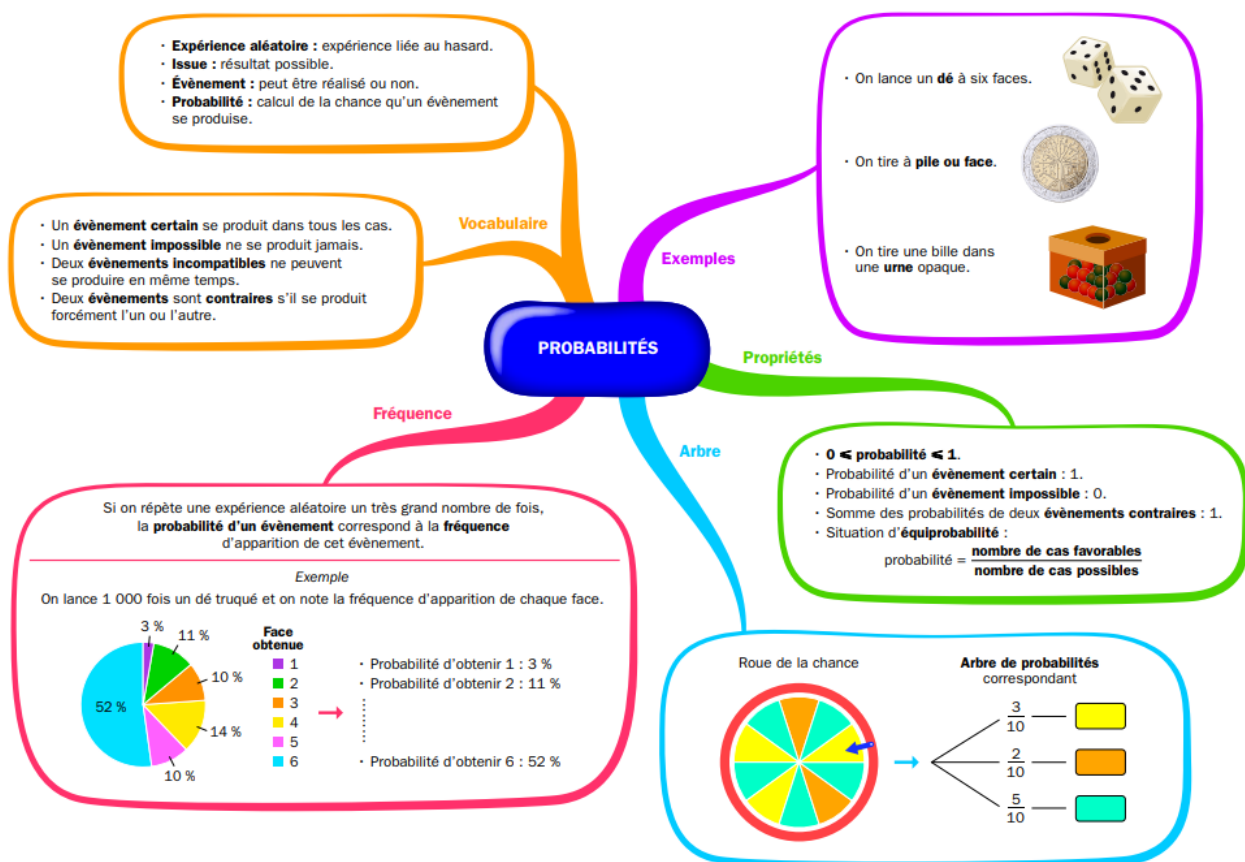 · Expérience aléatoire : expérience liée au hasard.
· Issue : résultat possible.
· Évènement : peut être réalisé ou non.
· Probabilité : calcul de la chance qu'un évènement
se produise.
· Un évènement certain se produit dans tous les cas.
· Un évènement impossible ne se produit jamais.
· Deux évènements incompatibles ne peuvent
se produire en même temps.
· Deux évènements sont contraires s'il se produit
forcément l'un ou l'autre.
Vocabulaire
Exemples
· On lance un dé à six faces.
· On tire à pile ou face.
· On tire une bille dans
une urne opaque.
PROBABILITÉS
Propriétés
· 0 ⩽ probabilité ⩽ 1.
· Probabilité d'un évènement certain : 1.
· Probabilité d'un évènement impossible : 0.
· Somme des probabilités de deux évènements contraires : 1.
· Situation d'équiprobabilité :
probabilité = nombre de cas favorables
nombre de cas possibles
Fréquence
Si on répète une expérience aléatoire un très grand nombre de fois,
la probabilité d'un évènement correspond à la fréquence
d'apparition de cet évènement.
Exemple
On lance 1 000 fois un dé truqué et on note la fréquence d'apparition de chaque face.
3 %
11 %
10 %
14 %
10 %
52 %
Face
obtenue
1
2
3
4
5
6
· Probabilité d'obtenir 1 : 3 %
· Probabilité d'obtenir 2 : 11 %
· Probabilité d'obtenir 6 : 52 %
Arbre
Roue de la chance
Arbre de probabilités
correspondant
3
10
2
10
5
10